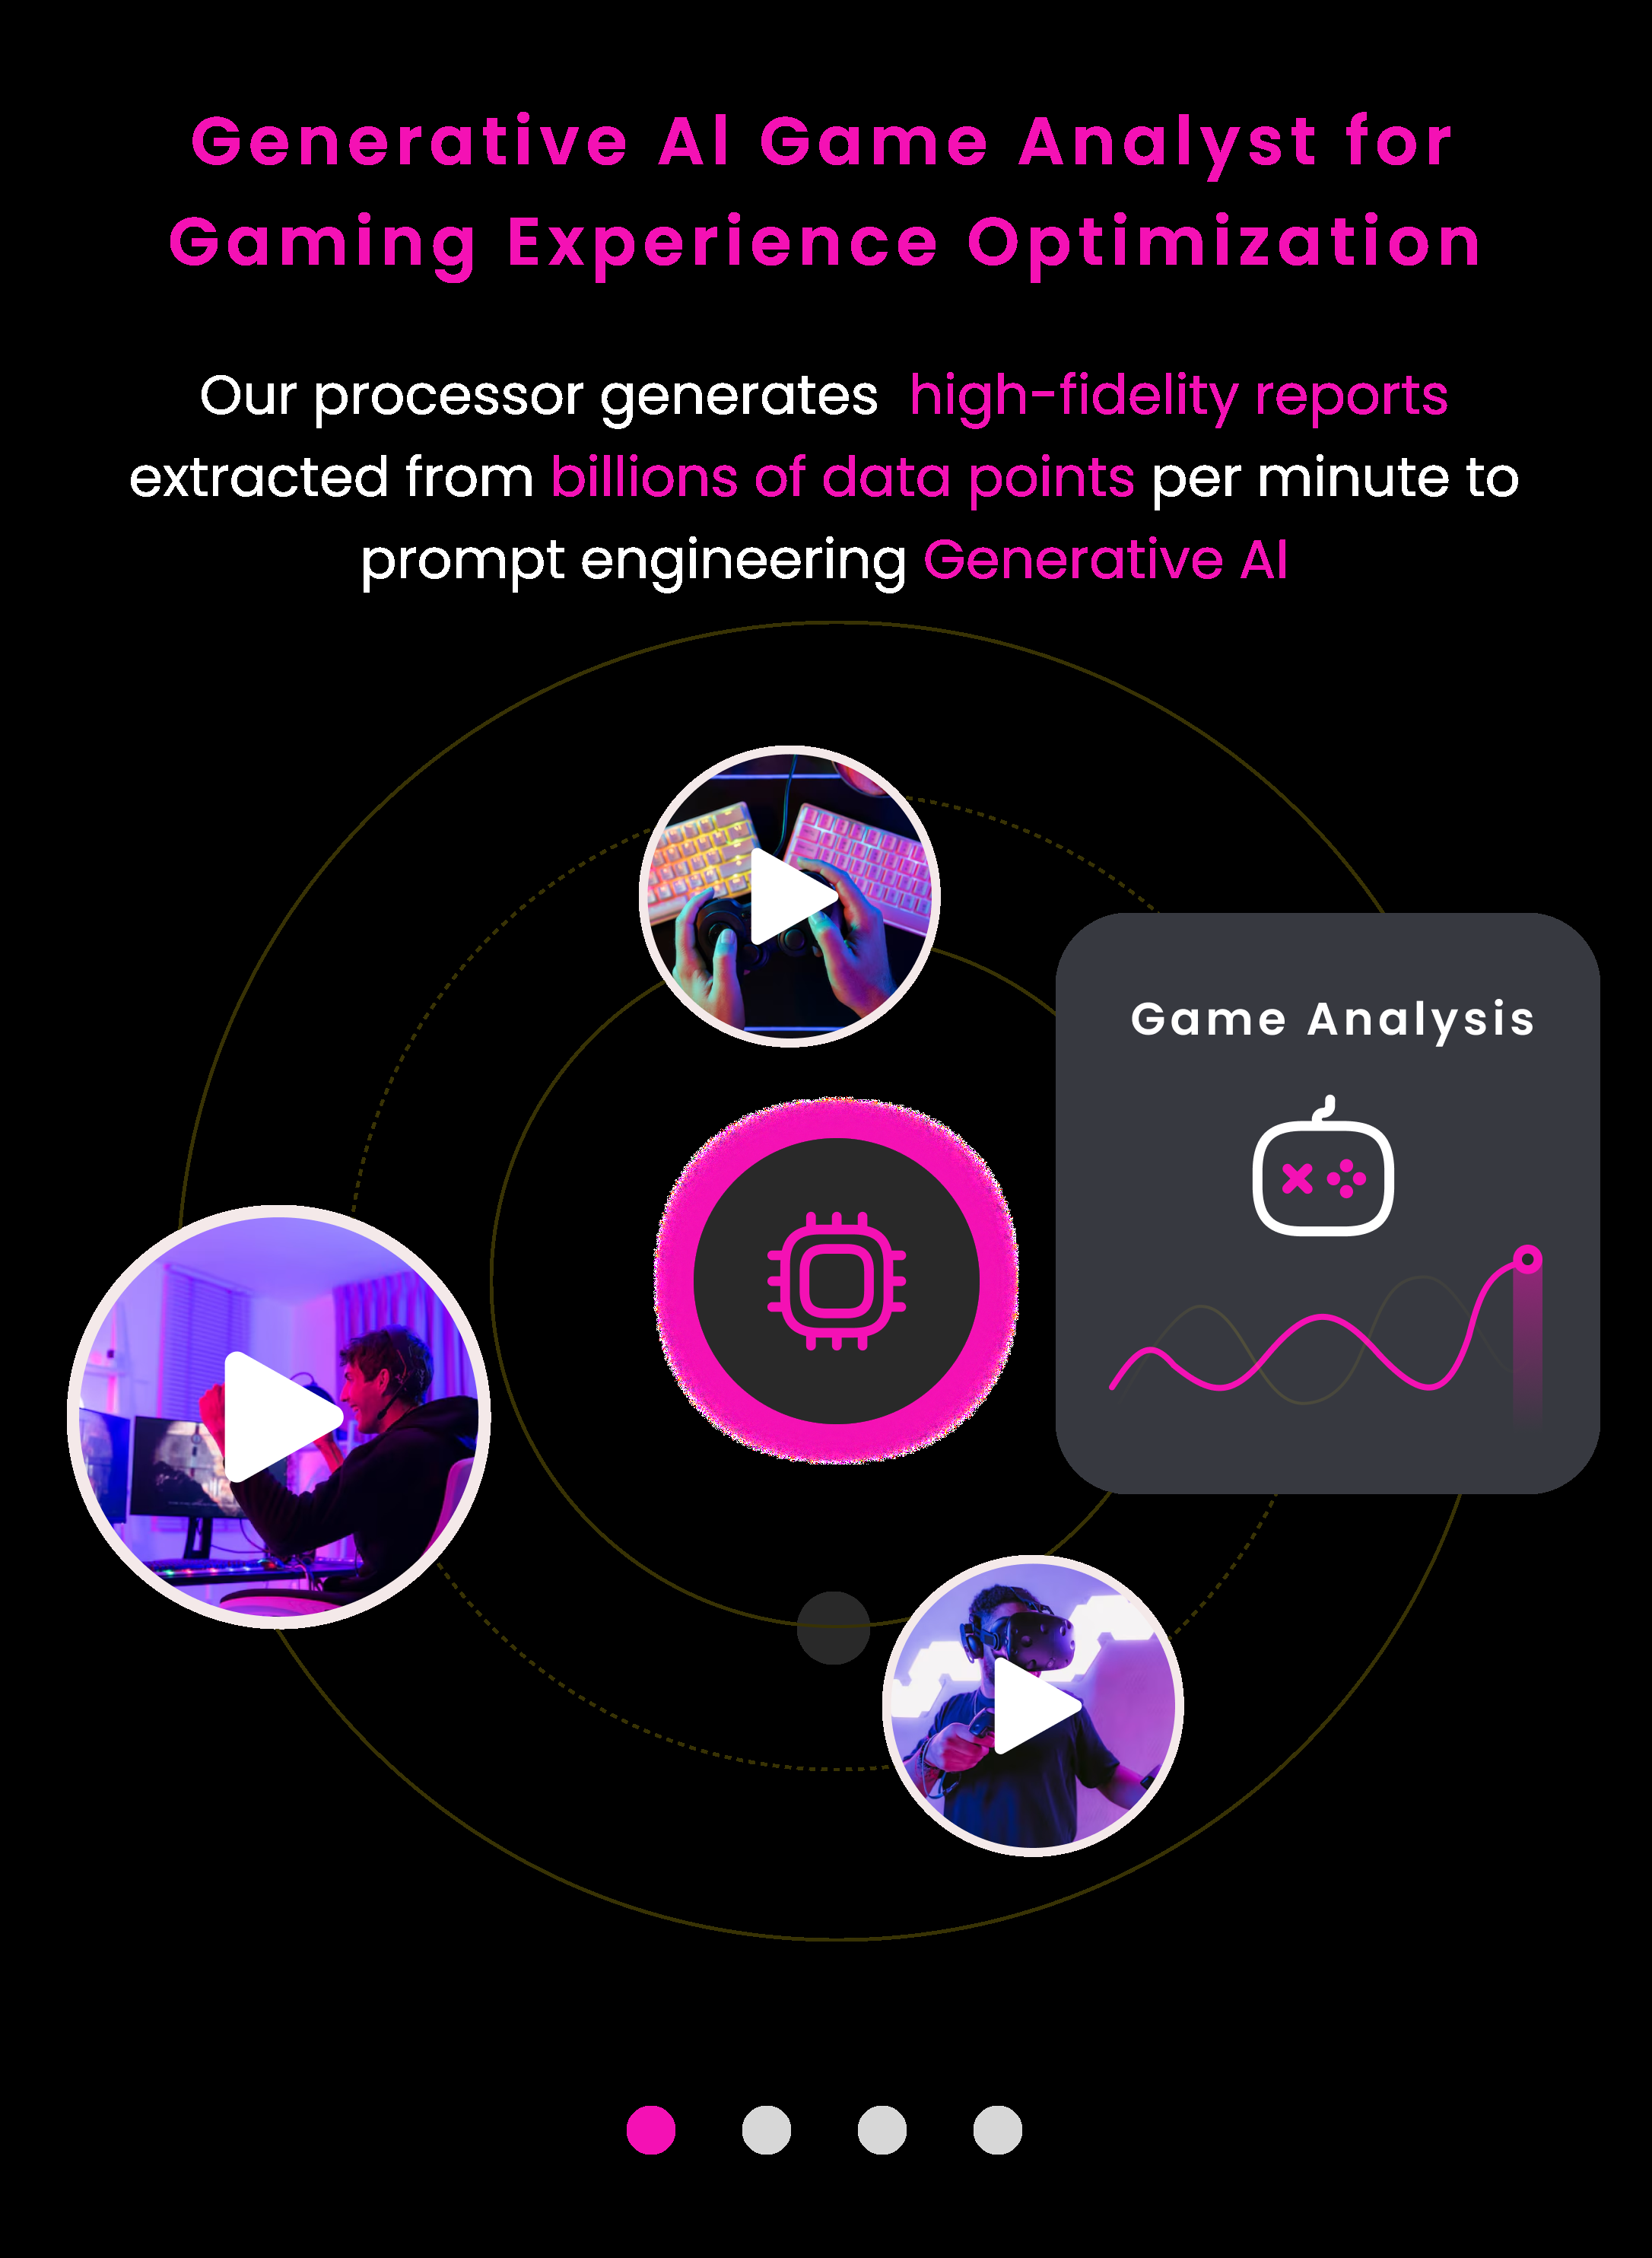 Generative AI Game Analyst for
Gaming Experience Optimization
Our processor generates high-fidelity reports
extracted from billions of data points per minute to
prompt engineering Generative AI
Game Analysis